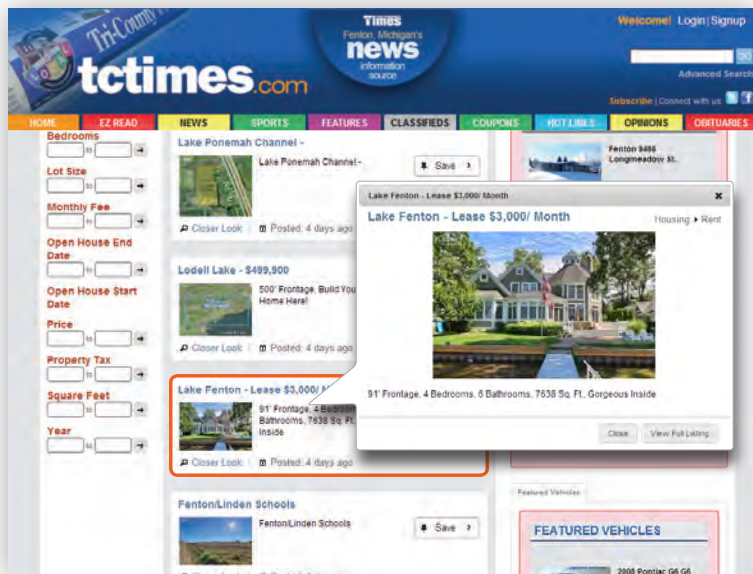 Tri-County
tctimes.com
Times
Fenton, Michigan's
news
information
source
Welcome! Login | Signup
GO
Advanced Search
Subscribe | Connect with us
HOME EZ READ NEWS SPORTS FEATURES CLASSIFIEDS COUPONS HOT LINES OPINIONS OBITUARIES
Bedrooms
to
Lot Size
to
Monthly Fee
to
Open House End
Date
to
Open House Start
Date
to
Price
to
Property Tax
to
Square Feet
to
Year
to
Lake Ponemah Channel -
Lake Ponemah Channel -
Save
Closer Look Posted: 4 days ago
Lobdell Lake - $499,900
500' Frontage, Build You
Home Here!
Closer Look Posted: 4 days ago
Lake Fenton - Lease $3,000/
91' Frontage, 4 Bedroom
Bathrooms, 7638 Sq. Ft.
Inside
Closer Look Posted: 4 days ago
Fenton/Linden Schools
Fenton/Linden Schools
Save
Fenton 9466
Longmeadow St..
Lake Fenton - Lease $3,000/ Month
Lake Fenton - Lease $3,000/ Month
Housing Rent
91' Frontage, 4 Bedrooms, 6 Bathrooms, 7638 Sq. Ft., Gorgeous Inside
Close View Full Listing
Featured Vehicles
FEATURED VEHICLES
2008 Pontiac G6 G6